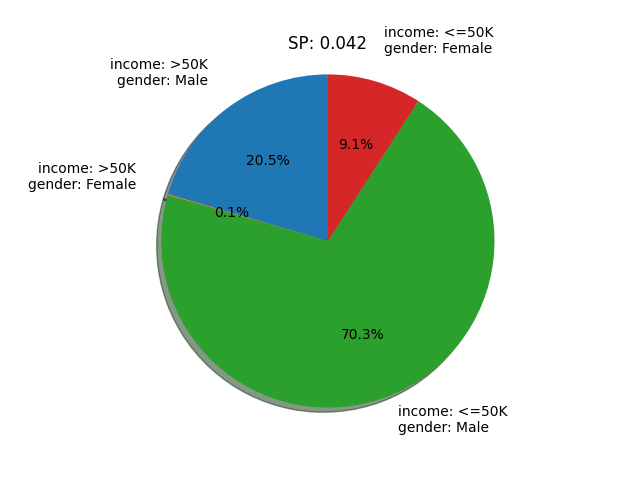 SP: 0.042
income: <=50K
gender: Female
income: >50K
gender: Male
9.1%
20.5%
income: >50K
gender: Female
0.1%
70.3%
income: <=50K
gender: Male